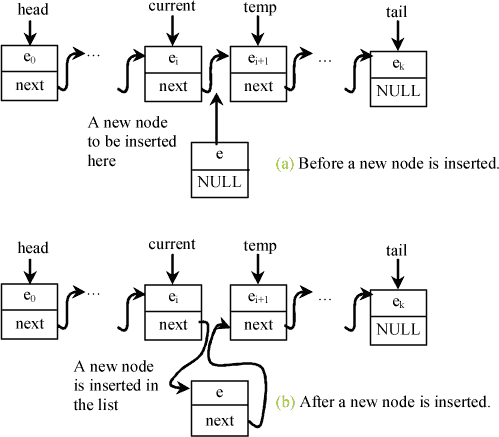 head current temp tail
e0 … ei ei+1 … ek
next next next NULL
A new node
to be inserted
here
e
NULL
(a) Before a new node is inserted.
head current temp tail
e0 … ei ei+1 … ek
next next next NULL
A new node
is inserted in
the list
e
next
(b) After a new node is inserted.